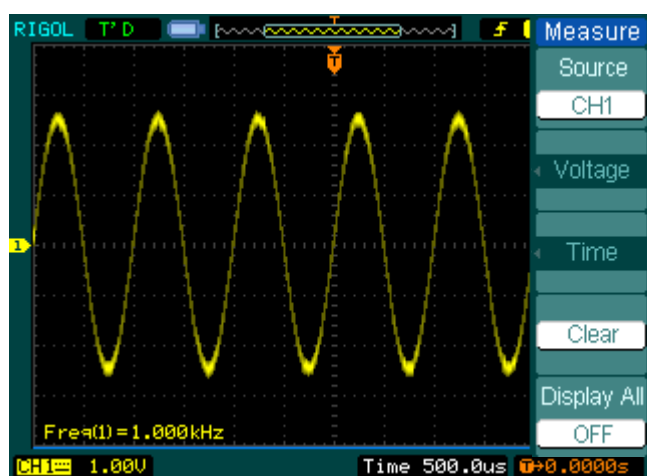 RIGOL T'D
T
T
Measure
Source
CH1
Voltage
Time
Clear
Display All
OFF
1
Freq(1)=1.000kHz
CH1 1.00V Time 500.0us T→0.0000s